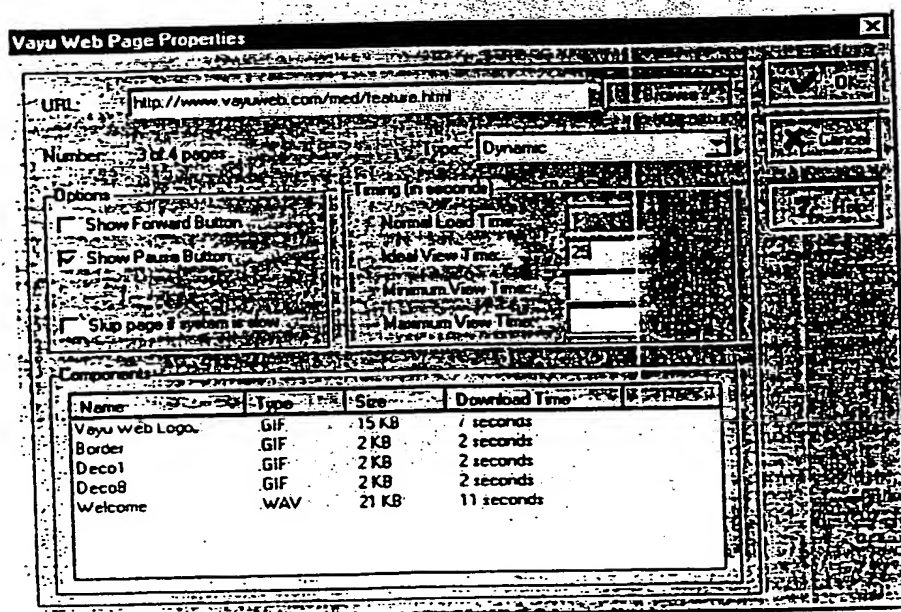 Vayu Web Page Properties
URL: http://www.vayuweb.com/med/feature.html Browse
OK
Number: 3 of 4 pages Type: Dynamic
Cancel
Options
Timing (in seconds)
Help
Show Forward Button
Normal Load Time:
Show Pause Button
Ideal View Time: 25
Minimum View Time:
Skip page if system is slow
Maximum View Time:
Components
Name Type Size Download Time
Vayu Web Logo .GIF 15 KB 7 seconds
Border .GIF 2 KB 2 seconds
Deco1 .GIF 2 KB 2 seconds
Deco8 .GIF 2 KB 2 seconds
Welcome .WAV 21 KB 11 seconds